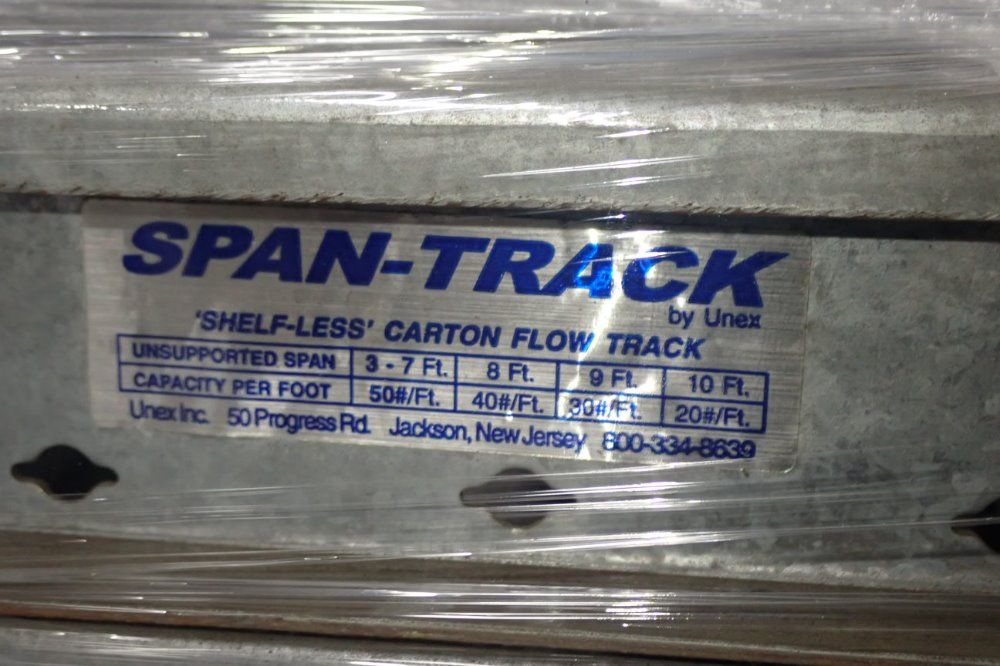 SPAN-TRACK
by Unex
'SHELF-LESS' CARTON FLOW TRACK
UNSUPPORTED SPAN 3 - 7 Ft. 8 Ft. 9 Ft. 10 Ft.
CAPACITY PER FOOT 50#/Ft. 40#/Ft. 30#/Ft. 20#/Ft.
Unex Inc. 50 Progress Rd. Jackson, New Jersey 800-334-8639